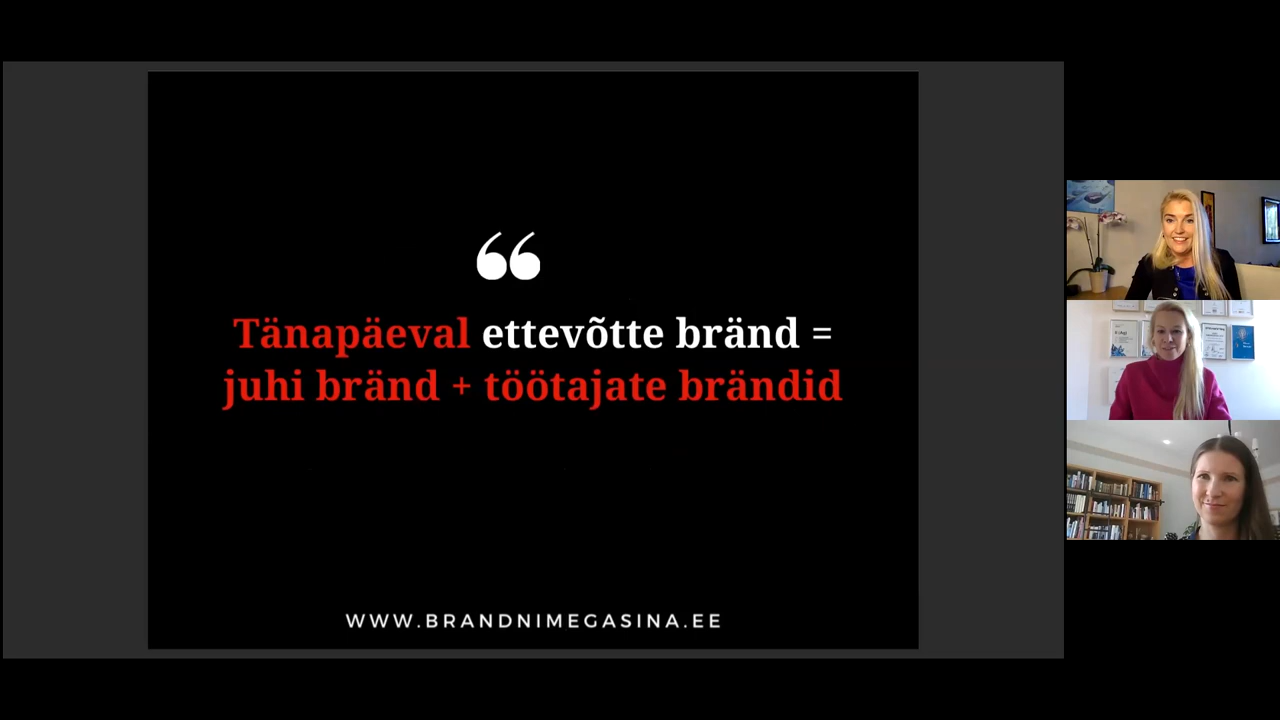 ❝
Tänapäeval ettevõtte bränd =
juhi bränd + töötajate brändid
WWW.BRANDNIMEGASINA.EE